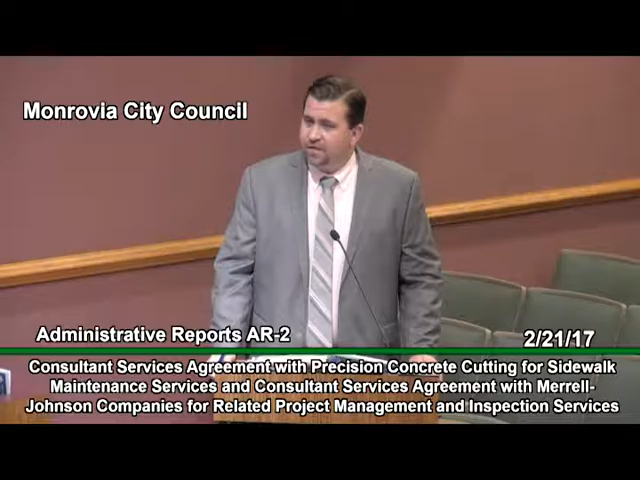 Monrovia City Council
Administrative Reports AR-2
2/21/17
Consultant Services Agreement with Precision Concrete Cutting for Sidewalk
Maintenance Services and Consultant Services Agreement with Merrell-
Johnson Companies for Related Project Management and Inspection Services